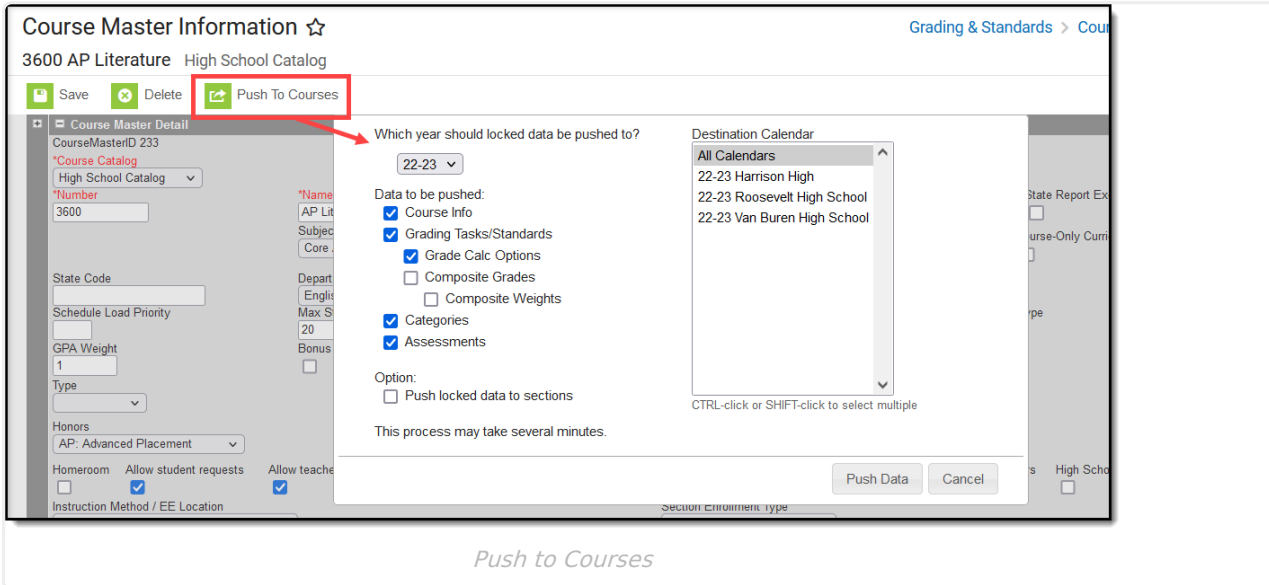 Course Master Information
Grading & Standards > Cour
3600 AP Literature High School Catalog
Save Delete Push To Courses
Course Master Detail
CourseMasterID 233
*Course Catalog
High School Catalog
*Number *Name State Report Ex
3600 AP Lit
Subjec urse-Only Curri
Core
State Code Depart
Englis
Schedule Load Priority Max S
20
GPA Weight Bonus
1
Type
Honors
AP: Advanced Placement
Homeroom Allow student requests Allow teache High Scho
Instruction Method / EE Location Section Enrollment Type
Which year should locked data be pushed to?
22-23
Data to be pushed:
Course Info
Grading Tasks/Standards
Grade Calc Options
Composite Grades
Composite Weights
Categories
Assessments
Option:
Push locked data to sections
This process may take several minutes.
Destination Calendar
All Calendars
22-23 Harrison High
22-23 Roosevelt High School
22-23 Van Buren High School
CTRL-click or SHIFT-click to select multiple
Push Data Cancel
Push to Courses